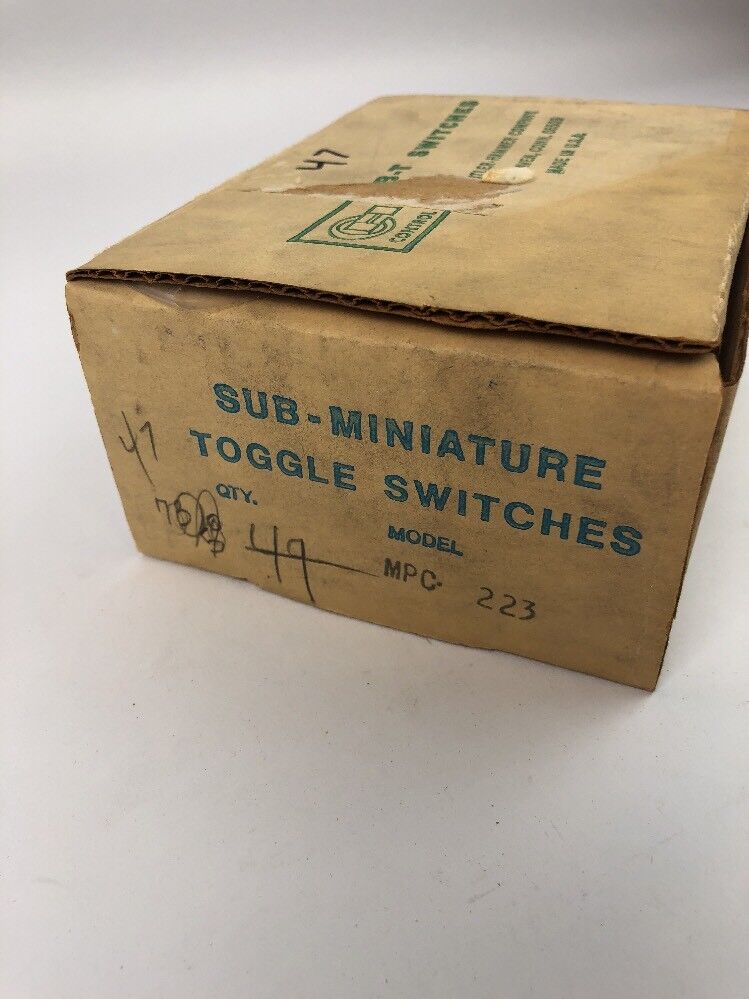 47
SWITCHES
MADE IN U.S.A.
CONTROL
SUB-MINIATURE
TOGGLE SWITCHES
47
QTY.
49
MODEL
MPC- 223